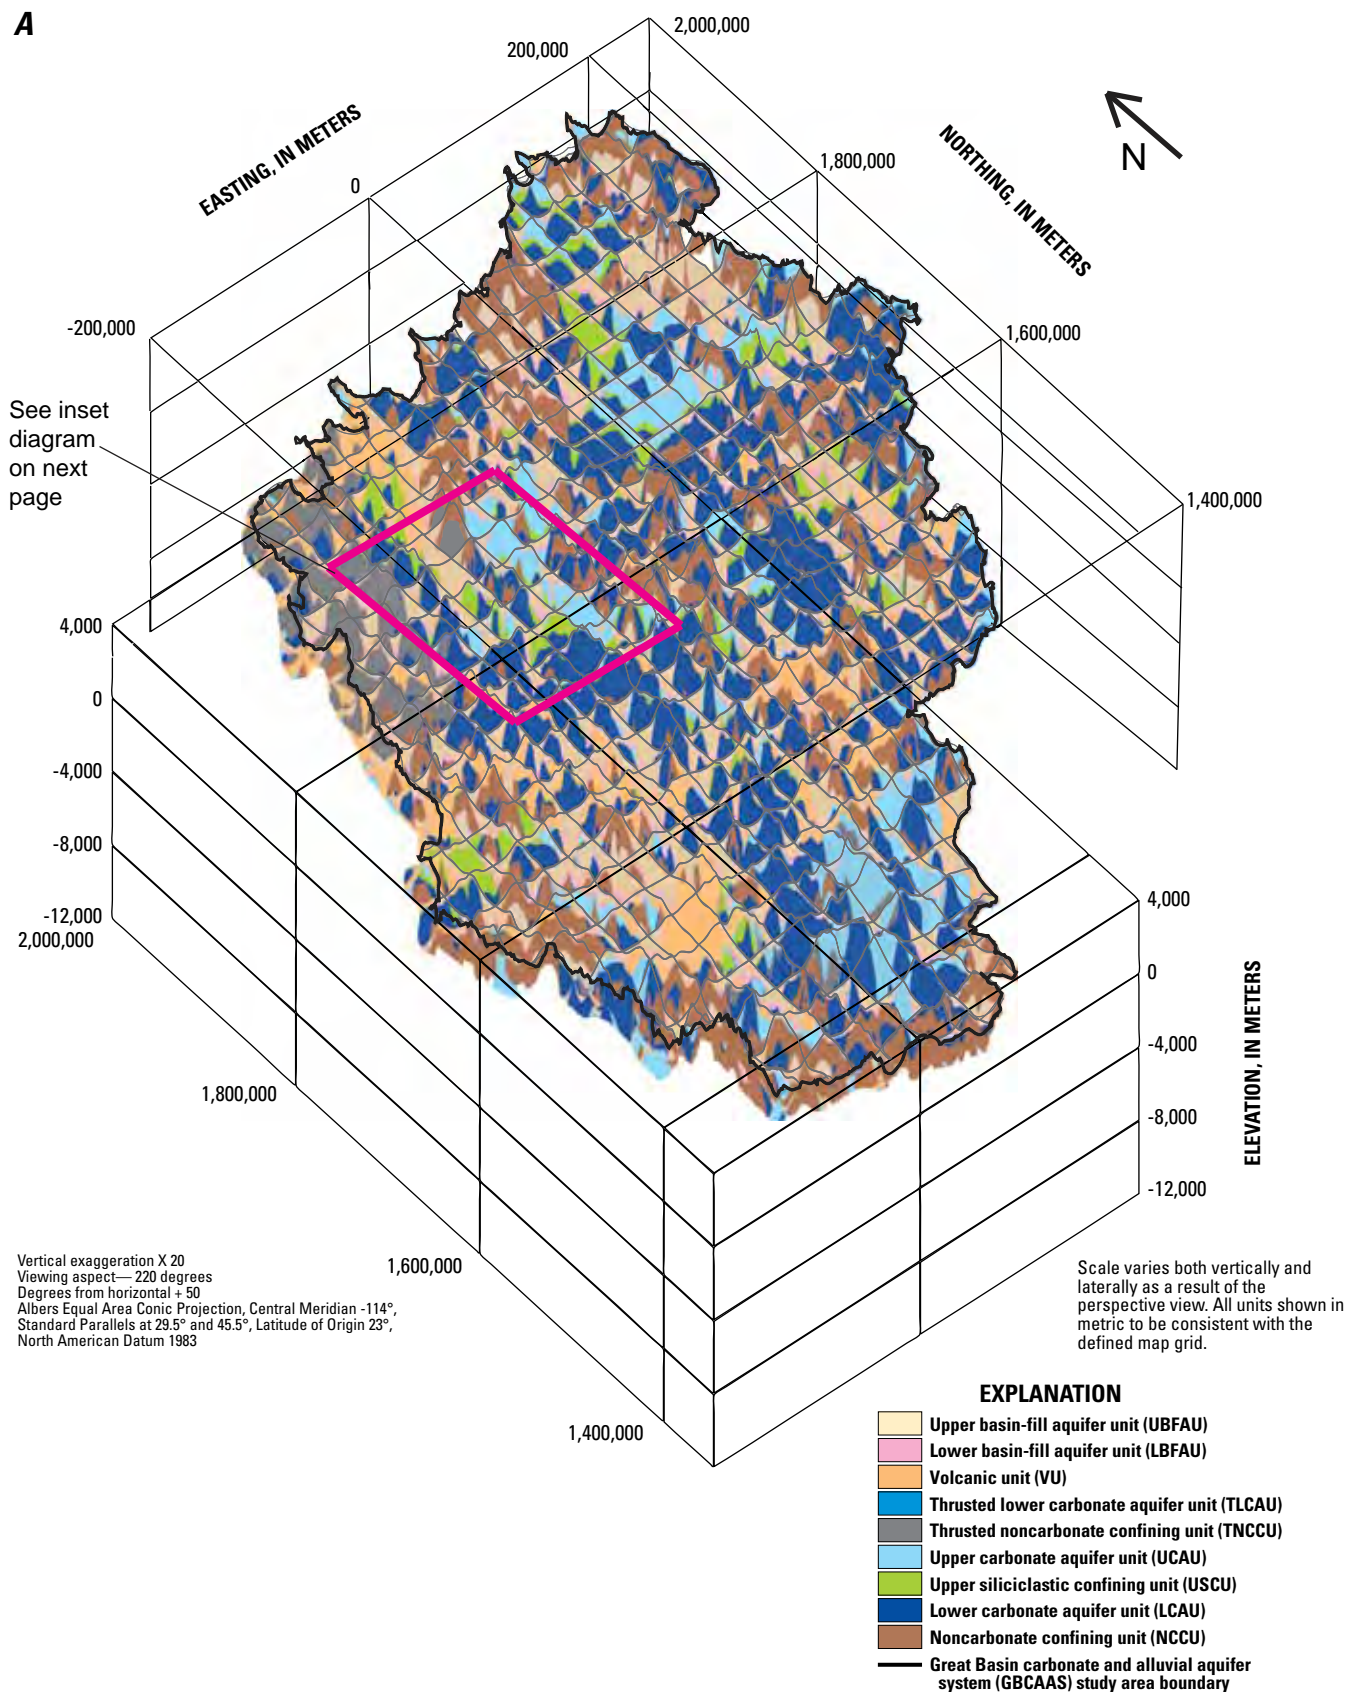 A
2,000,000
200,000
EASTING, IN METERS
NORTHING, IN METERS
N
1,800,000
0
-200,000
1,600,000
See inset
diagram
on next
page
1,400,000
4,000
0
-4,000
-8,000
-12,000
2,000,000
4,000
0
-4,000
-8,000
-12,000
ELEVATION, IN METERS
1,800,000
1,600,000
1,400,000
Vertical exaggeration X 20
Viewing aspect— 220 degrees
Degrees from horizontal + 50
Albers Equal Area Conic Projection, Central Meridian -114°,
Standard Parallels at 29.5° and 45.5°, Latitude of Origin 23°,
North American Datum 1983
Scale varies both vertically and
laterally as a result of the
perspective view. All units shown in
metric to be consistent with the
defined map grid.
EXPLANATION
Upper basin-fill aquifer unit (UBFAU)
Lower basin-fill aquifer unit (LBFAU)
Volcanic unit (VU)
Thrusted lower carbonate aquifer unit (TLCAU)
Thrusted noncarbonate confining unit (TNCCU)
Upper carbonate aquifer unit (UCAU)
Upper siliciclastic confining unit (USCU)
Lower carbonate aquifer unit (LCAU)
Noncarbonate confining unit (NCCU)
Great Basin carbonate and alluvial aquifer
system (GBCAAS) study area boundary